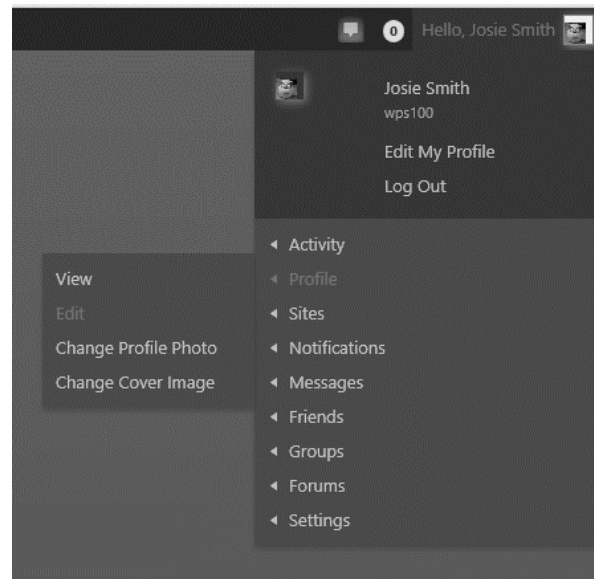 0 Hello, Josie Smith
Josie Smith
wps100
Edit My Profile
Log Out
Activity
Profile
Sites
Notifications
Messages
Friends
Groups
Forums
Settings
View
Edit
Change Profile Photo
Change Cover Image